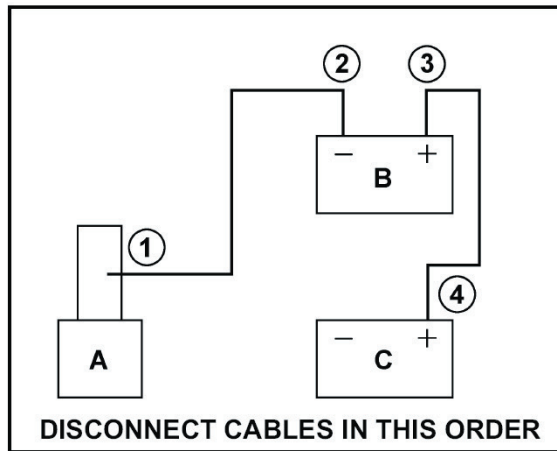 ② ③
− +
B
①
④
− +
A C
DISCONNECT CABLES IN THIS ORDER